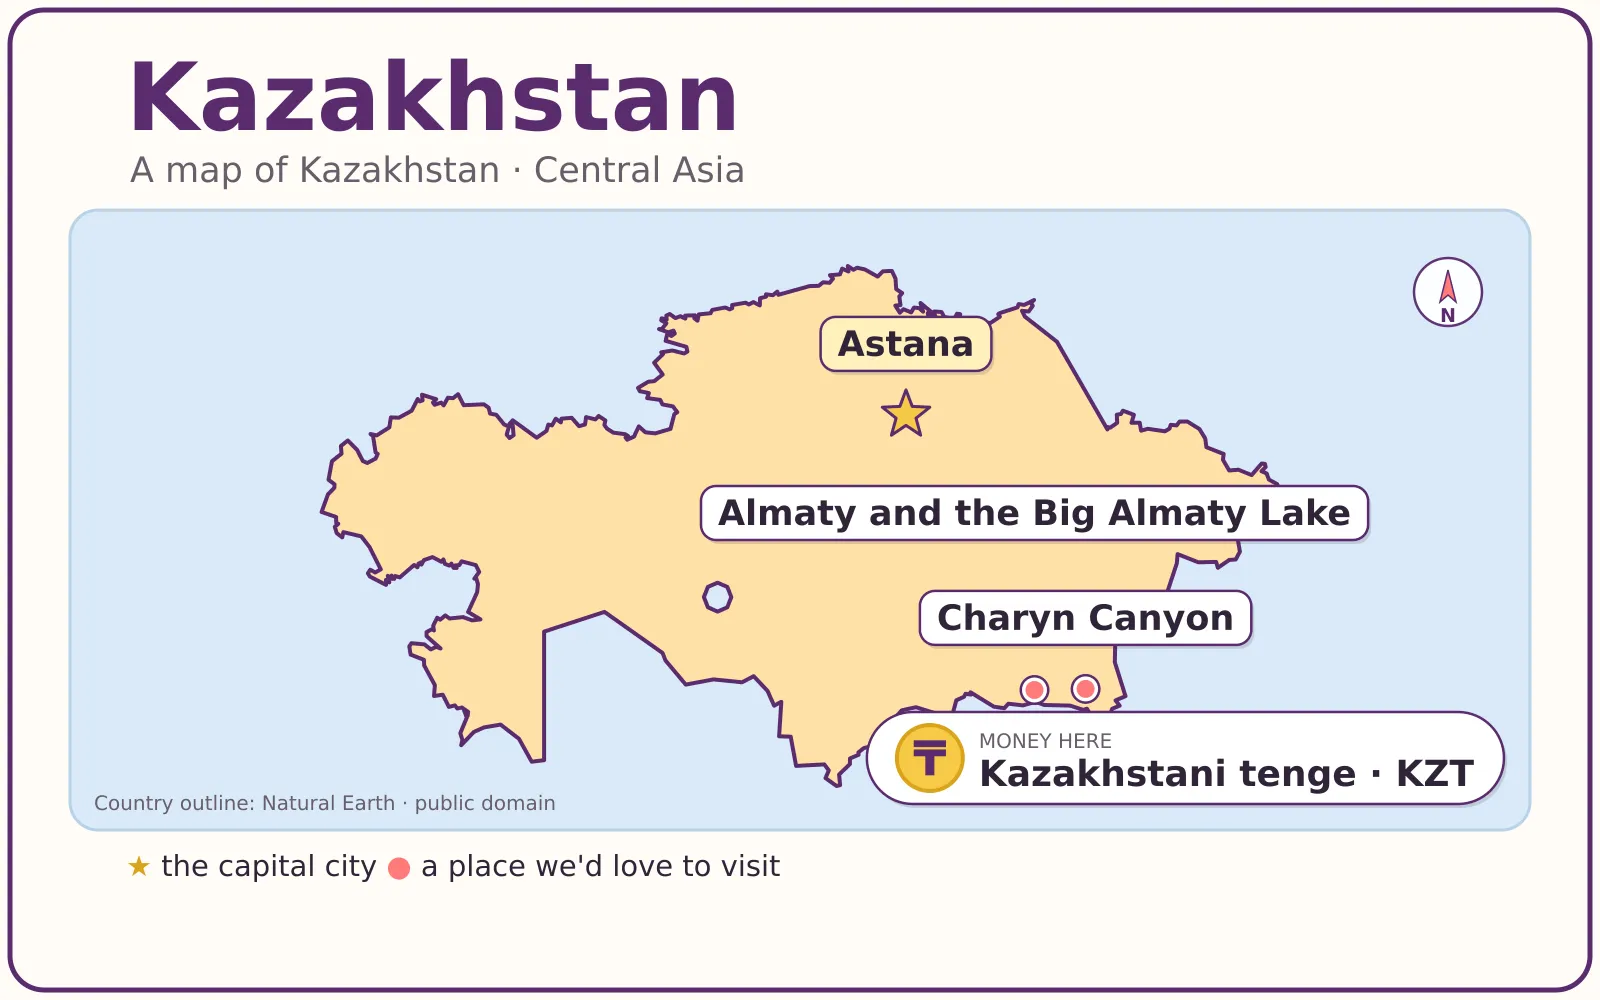 Kazakhstan
A map of Kazakhstan · Central Asia
N
Astana
Almaty and the Big Almaty Lake
Charyn Canyon
MONEY HERE
₸ Kazakhstani tenge · KZT
Country outline: Natural Earth · public domain
★ the capital city ● a place we'd love to visit